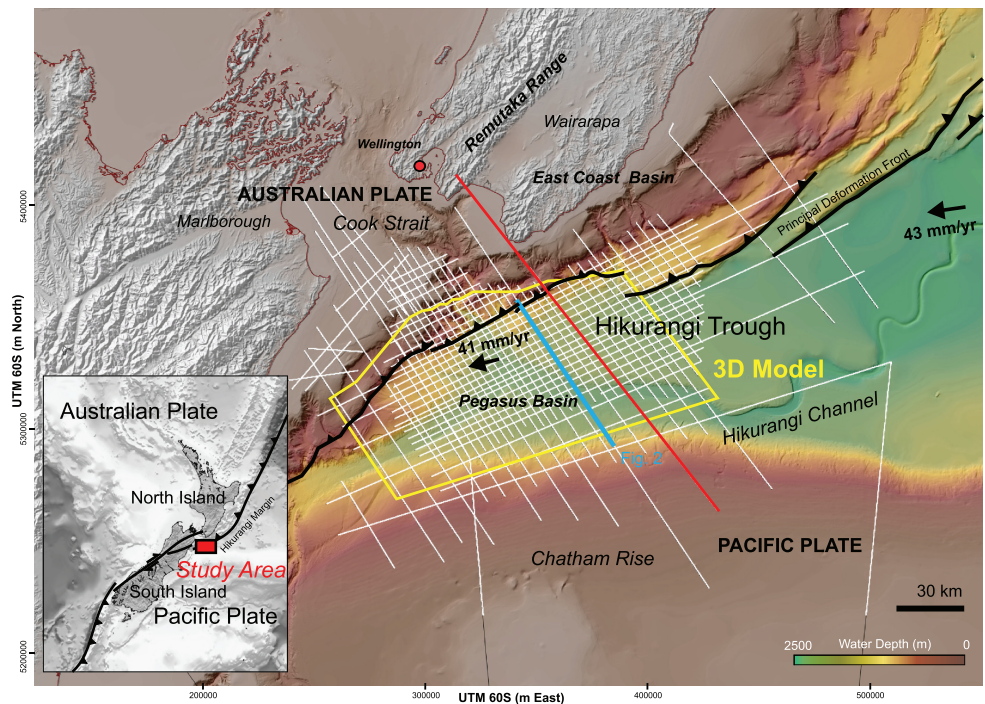 Remutaka Range
Wairarapa
Wellington
East Coast Basin
AUSTRALIAN PLATE
Marlborough
Cook Strait
Principal Deformation Front
43 mm/yr
Hikurangi Trough
41 mm/yr
3D Model
Pegasus Basin
Hikurangi Channel
Fig. 2
Chatham Rise
PACIFIC PLATE
30 km
2500 Water Depth (m) 0
Australian Plate
North Island
Hikurangi Margin
Study Area
South Island
Pacific Plate
UTM 60S (m North)
5400000
5300000
5200000
200000
300000
400000
500000
UTM 60S (m East)